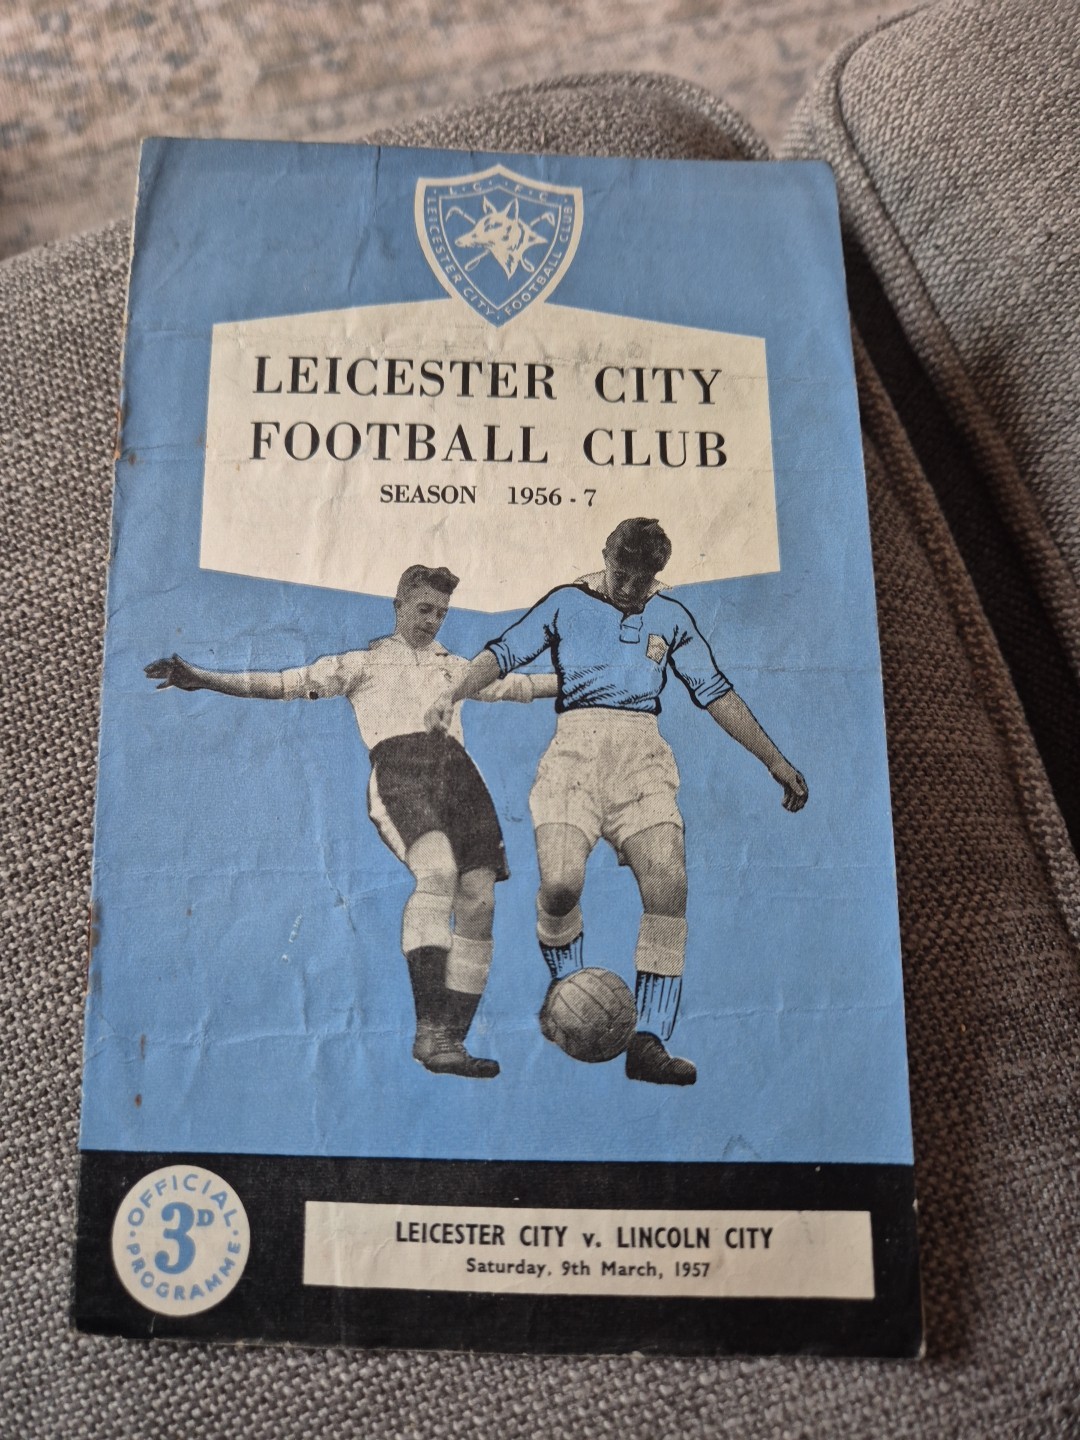 L·C·F·C
LEICESTER CITY · FOOTBALL CLUB
LEICESTER CITY
FOOTBALL CLUB
SEASON 1956-7
OFFICIAL
3D
PROGRAMME
LEICESTER CITY v. LINCOLN CITY
Saturday, 9th March, 1957